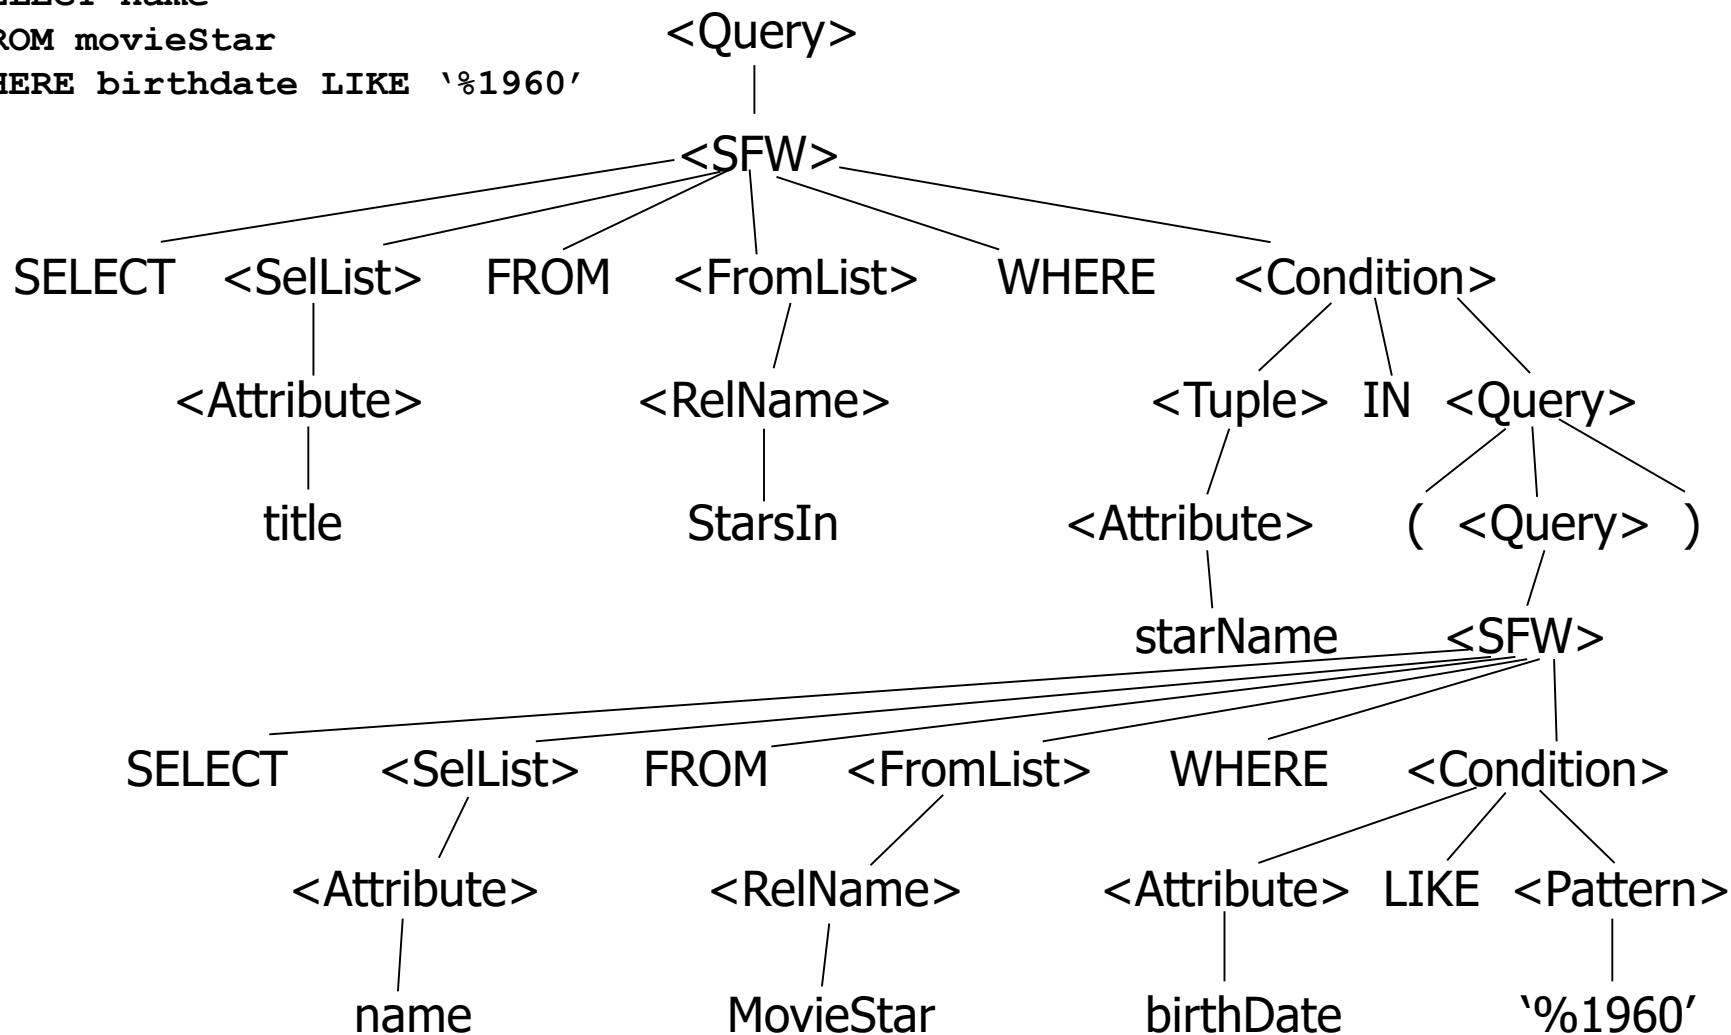 SELECT name
FROM movieStar
WHERE birthdate LIKE ‘%1960’
<Query>
<SFW>
SELECT <SelList> FROM <FromList> WHERE <Condition>
<Attribute> <RelName> <Tuple> IN <Query>
title StarsIn <Attribute> ( <Query> )
starName <SFW>
SELECT <SelList> FROM <FromList> WHERE <Condition>
<Attribute> <RelName> <Attribute> LIKE <Pattern>
name MovieStar birthDate ‘%1960’